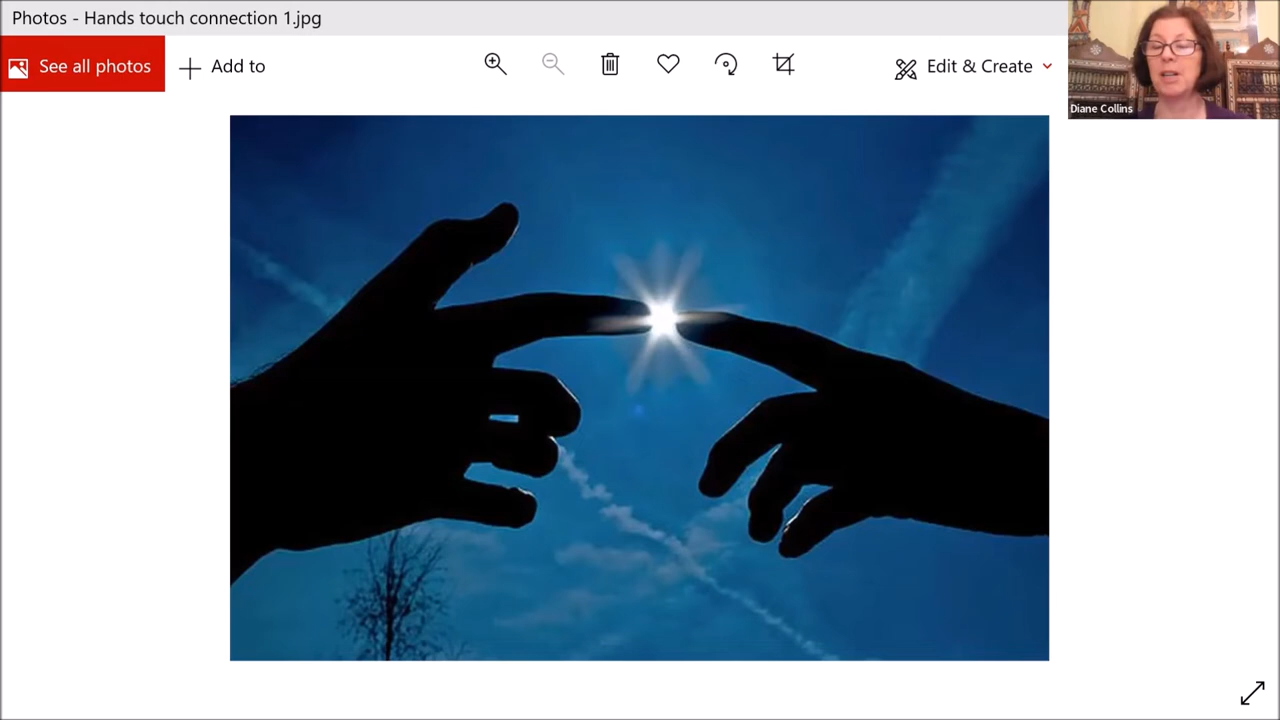 Photos - Hands touch connection 1.jpg
See all photos
Add to
Edit & Create
Diane Collins